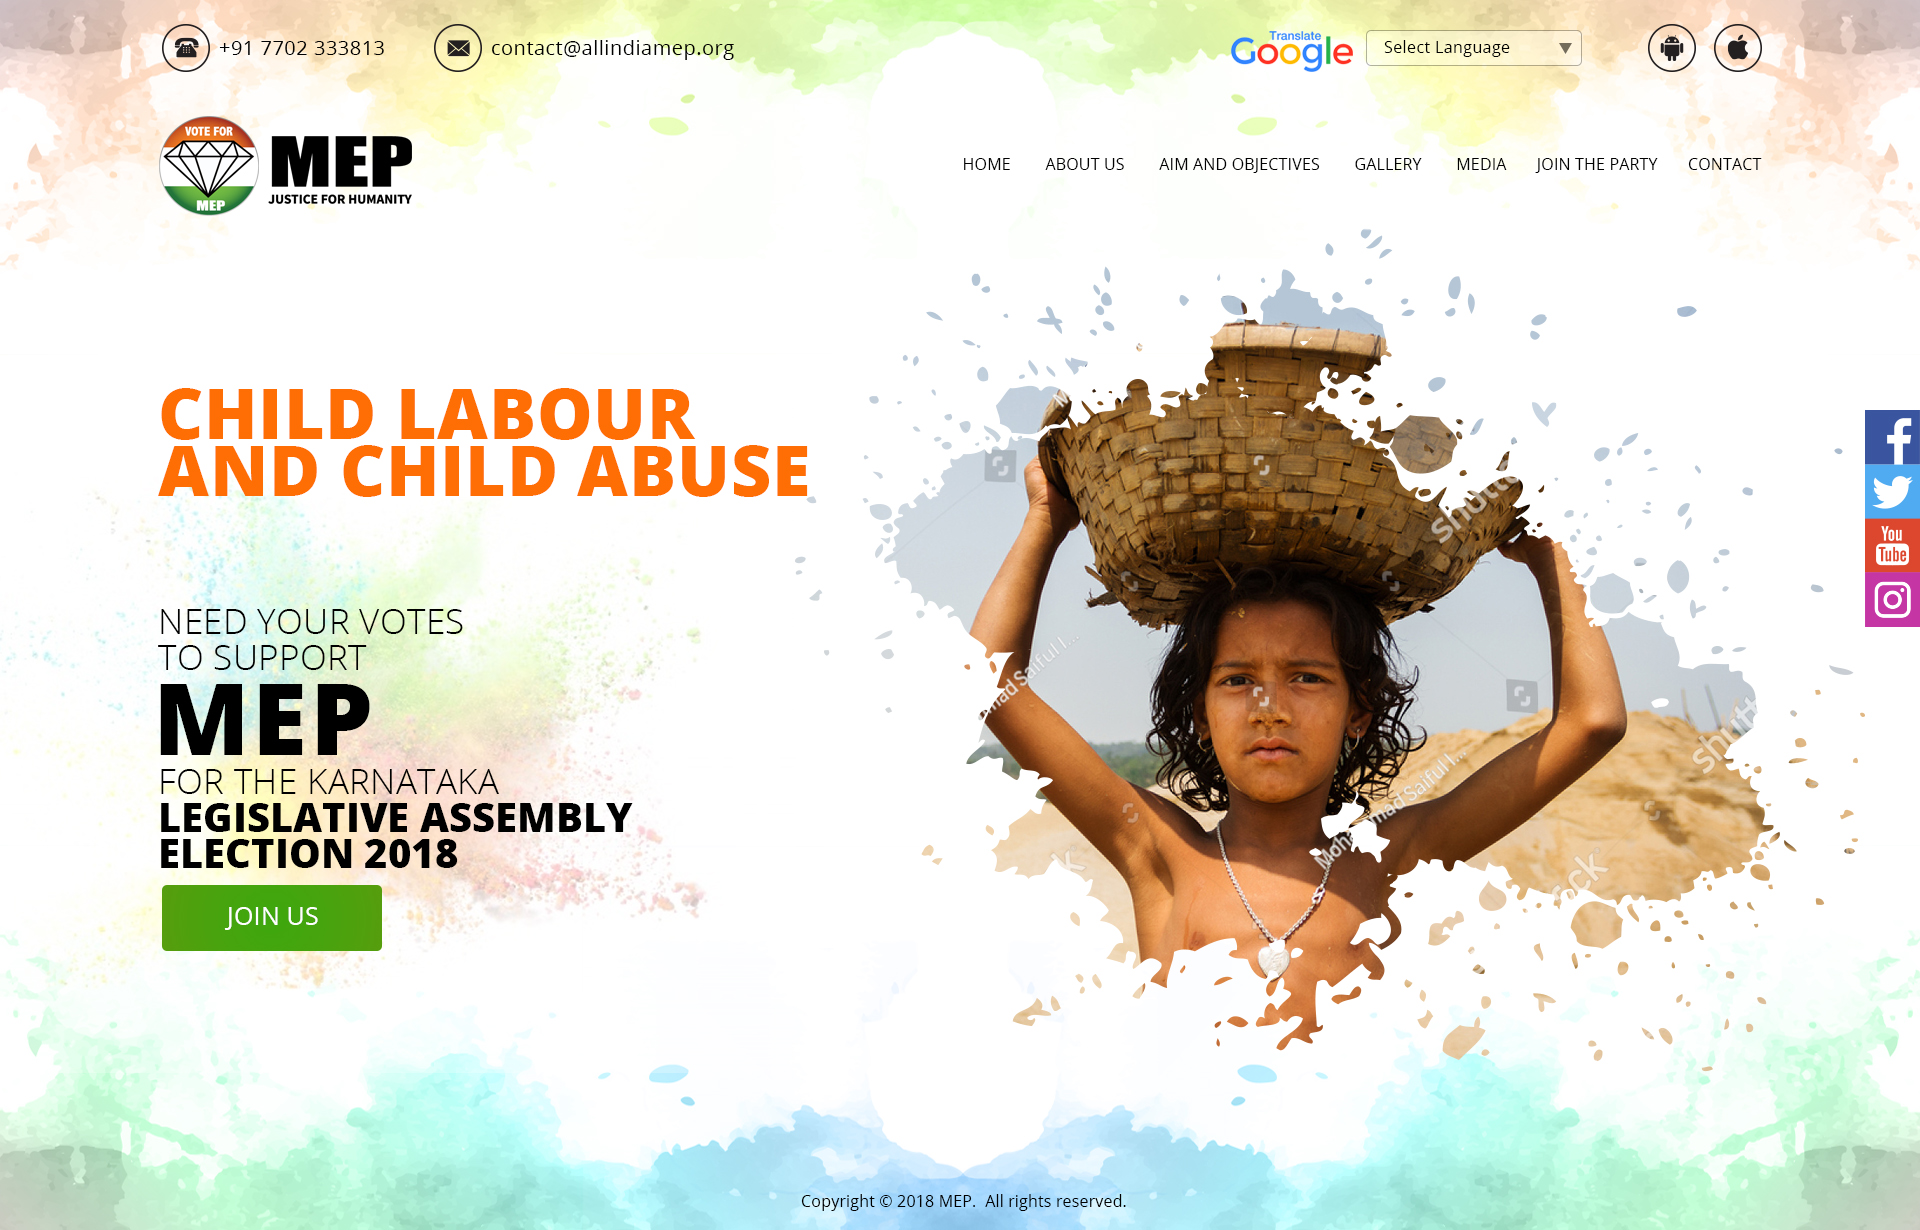 +91 7702 333813
contact@allindiamep.org
Translate
Google
Select Language
VOTE FOR
MEP
MEP
JUSTICE FOR HUMANITY
HOME
ABOUT US
AIM AND OBJECTIVES
GALLERY
MEDIA
JOIN THE PARTY
CONTACT
CHILD LABOUR
AND CHILD ABUSE
NEED YOUR VOTES
TO SUPPORT
MEP
FOR THE KARNATAKA
LEGISLATIVE ASSEMBLY
ELECTION 2018
JOIN US
You
Tube
Copyright © 2018 MEP. All rights reserved.